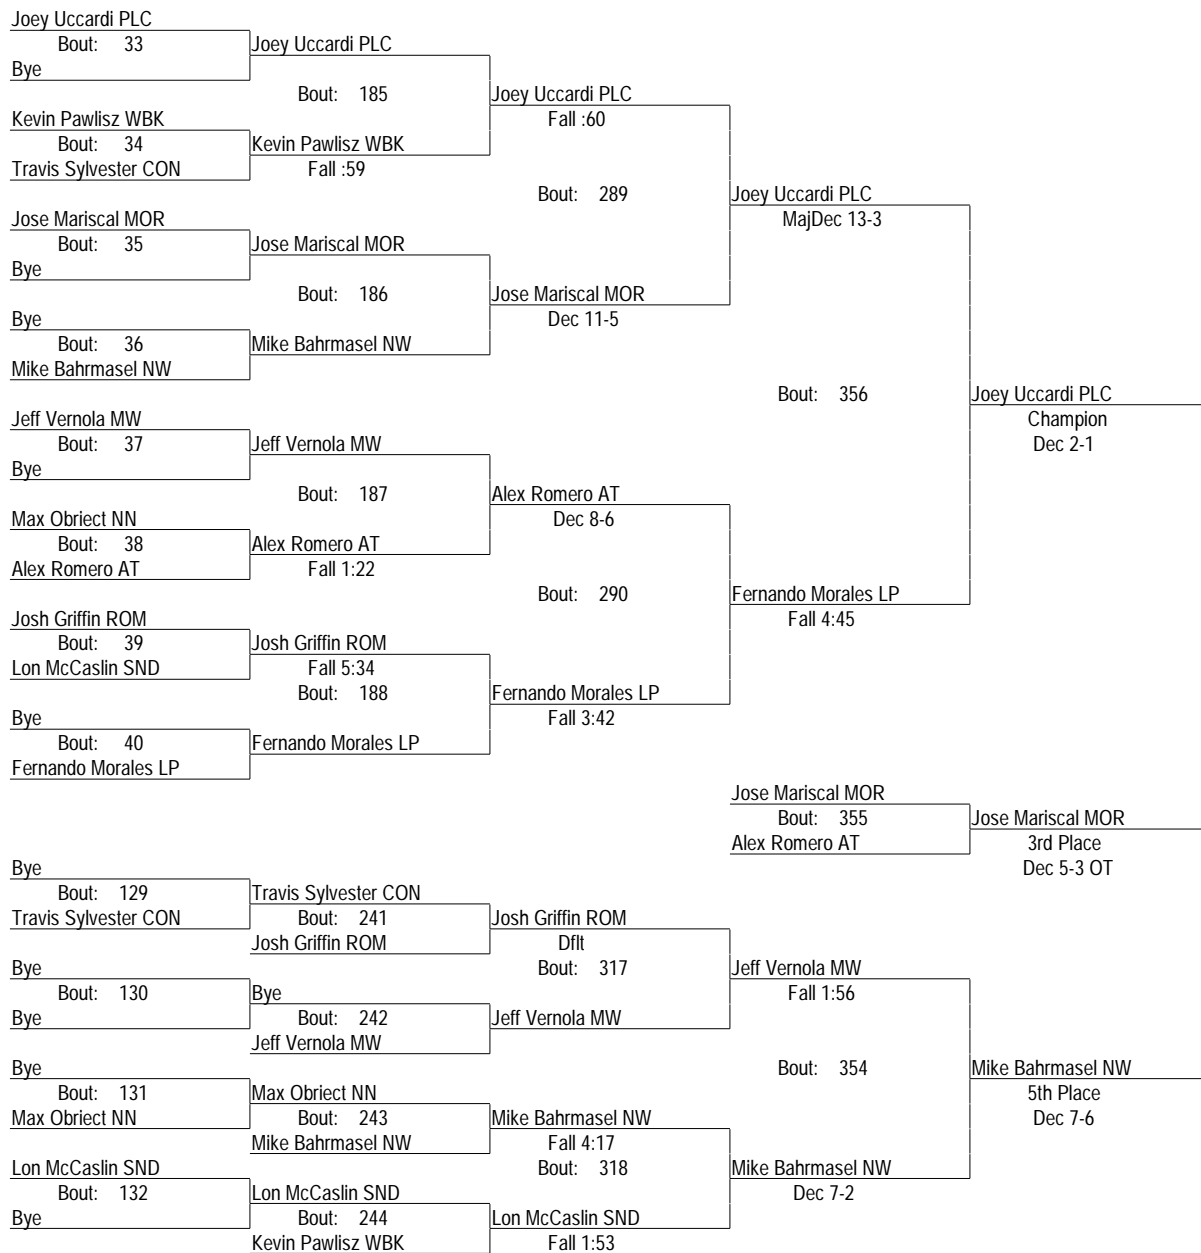 Joey Uccardi PLC
Bout: 33 Joey Uccardi PLC
Bye
Bout: 185 Joey Uccardi PLC
Kevin Pawlisz WBK Fall :60
Bout: 34 Kevin Pawlisz WBK
Travis Sylvester CON Fall :59
Bout: 289 Joey Uccardi PLC
Jose Mariscal MOR MajDec 13-3
Bout: 35 Jose Mariscal MOR
Bye
Bout: 186 Jose Mariscal MOR
Bye Dec 11-5
Bout: 36 Mike Bahrmasel NW
Mike Bahrmasel NW
Bout: 356 Joey Uccardi PLC
Jeff Vernola MW Champion
Bout: 37 Jeff Vernola MW Dec 2-1
Bye
Bout: 187 Alex Romero AT
Max Obriect NN Dec 8-6
Bout: 38 Alex Romero AT
Alex Romero AT Fall 1:22
Bout: 290 Fernando Morales LP
Josh Griffin ROM Fall 4:45
Bout: 39 Josh Griffin ROM
Lon McCaslin SND Fall 5:34
Bout: 188 Fernando Morales LP
Bye Fall 3:42
Bout: 40 Fernando Morales LP
Fernando Morales LP
Jose Mariscal MOR
Bout: 355 Jose Mariscal MOR
Alex Romero AT 3rd Place
Bye Dec 5-3 OT
Bout: 129 Travis Sylvester CON
Travis Sylvester CON Bout: 241 Josh Griffin ROM
Josh Griffin ROM Dflt
Bye Bout: 317 Jeff Vernola MW
Bout: 130 Bye Fall 1:56
Bye Bout: 242 Jeff Vernola MW
Jeff Vernola MW
Bye Bout: 354 Mike Bahrmasel NW
Bout: 131 Max Obriect NN 5th Place
Max Obriect NN Bout: 243 Mike Bahrmasel NW Dec 7-6
Mike Bahrmasel NW Fall 4:17
Lon McCaslin SND Bout: 318 Mike Bahrmasel NW
Bout: 132 Lon McCaslin SND Dec 7-2
Bye Bout: 244 Lon McCaslin SND
Kevin Pawlisz WBK Fall 1:53